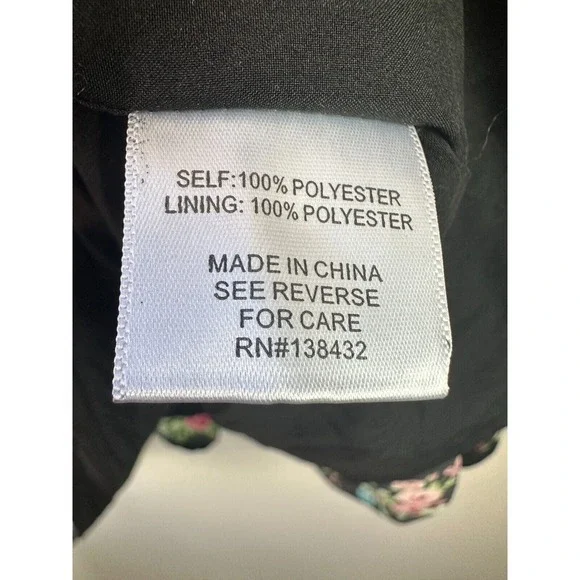 SELF:100% POLYESTER
LINING: 100% POLYESTER
MADE IN CHINA
SEE REVERSE
FOR CARE
RN#138432